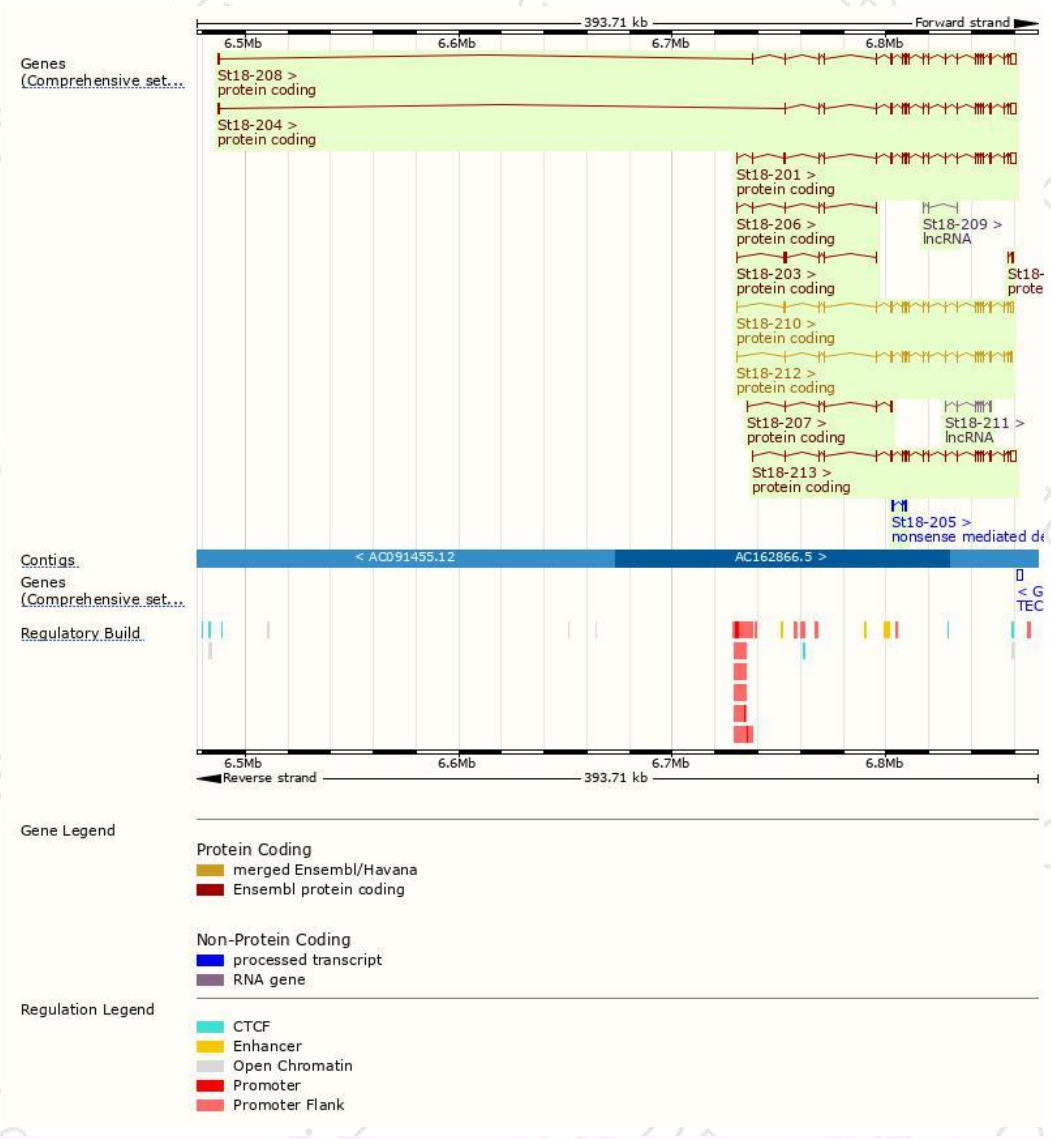 393.71 kb
Forward strand
6.5Mb 6.6Mb 6.7Mb 6.8Mb
Genes
(Comprehensive set...
St18-208 >
protein coding
St18-204 >
protein coding
St18-201 >
protein coding
St18-206 >
protein coding
St18-209 >
lncRNA
St18-203 >
protein coding
St18-
prote
St18-210 >
protein coding
St18-212 >
protein coding
St18-207 >
protein coding
St18-211 >
lncRNA
St18-213 >
protein coding
St18-205 >
nonsense mediated de
Contigs
< AC091455.12
AC162866.5 >
Genes
(Comprehensive set...
< G
TEC
Regulatory Build
6.5Mb 6.6Mb 6.7Mb 6.8Mb
Reverse strand
393.71 kb
Gene Legend
Protein Coding
merged Ensembl/Havana
Ensembl protein coding
Non-Protein Coding
processed transcript
RNA gene
Regulation Legend
CTCF
Enhancer
Open Chromatin
Promoter
Promoter Flank